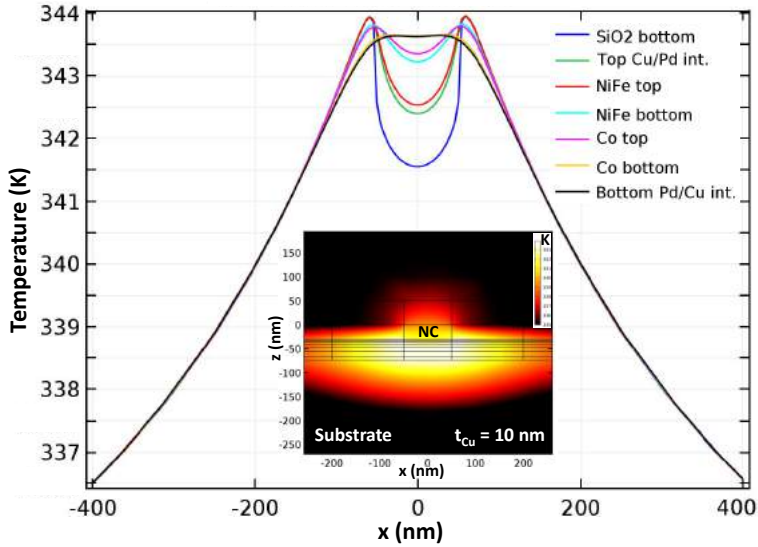 344
343
342
341
340
339
338
337
Temperature (K)
SiO2 bottom
Top Cu/Pd int.
NiFe top
NiFe bottom
Co top
Co bottom
Bottom Pd/Cu int.
K
150
100
50
0
-50
-100
-150
-200
-250
z (nm)
NC
Substrate
t_Cu = 10 nm
-200 -100 0 100 200
x (nm)
-400 -200 0 200 400
x (nm)